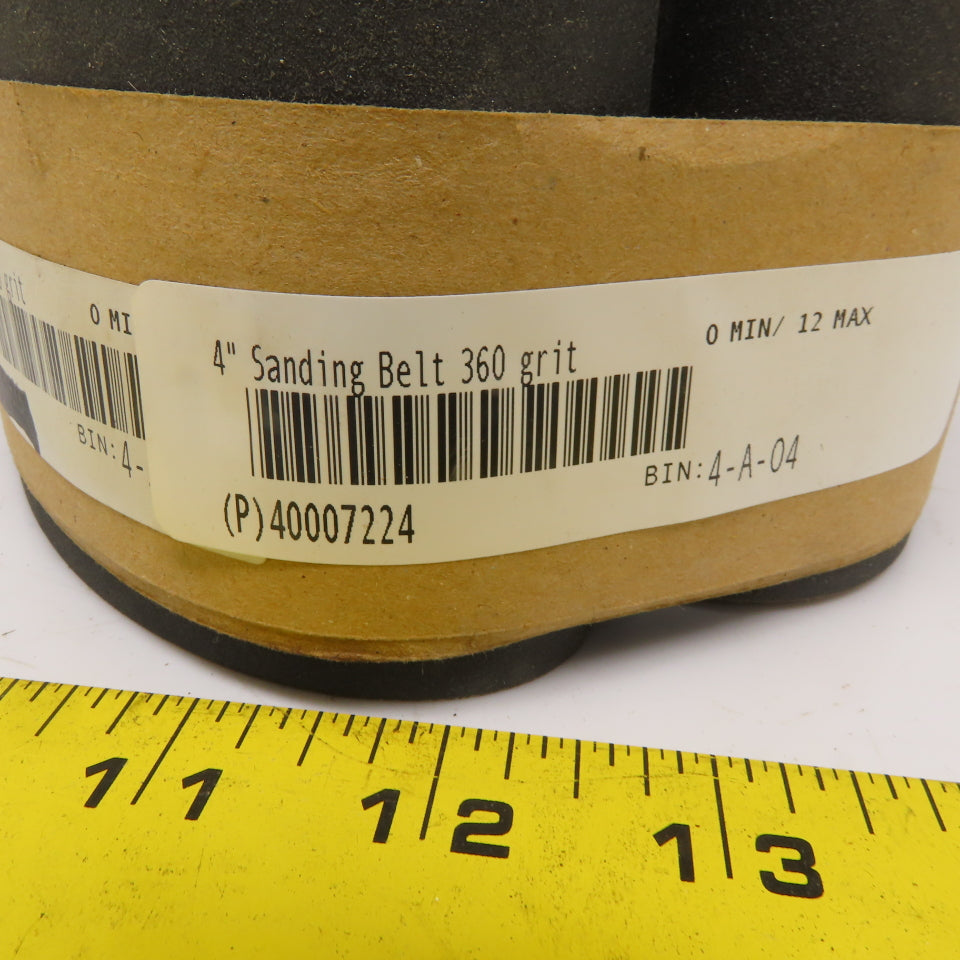 grit
0 MI
BIN:4-
4" Sanding Belt 360 grit
0 MIN/ 12 MAX
BIN:4-A-04
(P)40007224
11 12 13